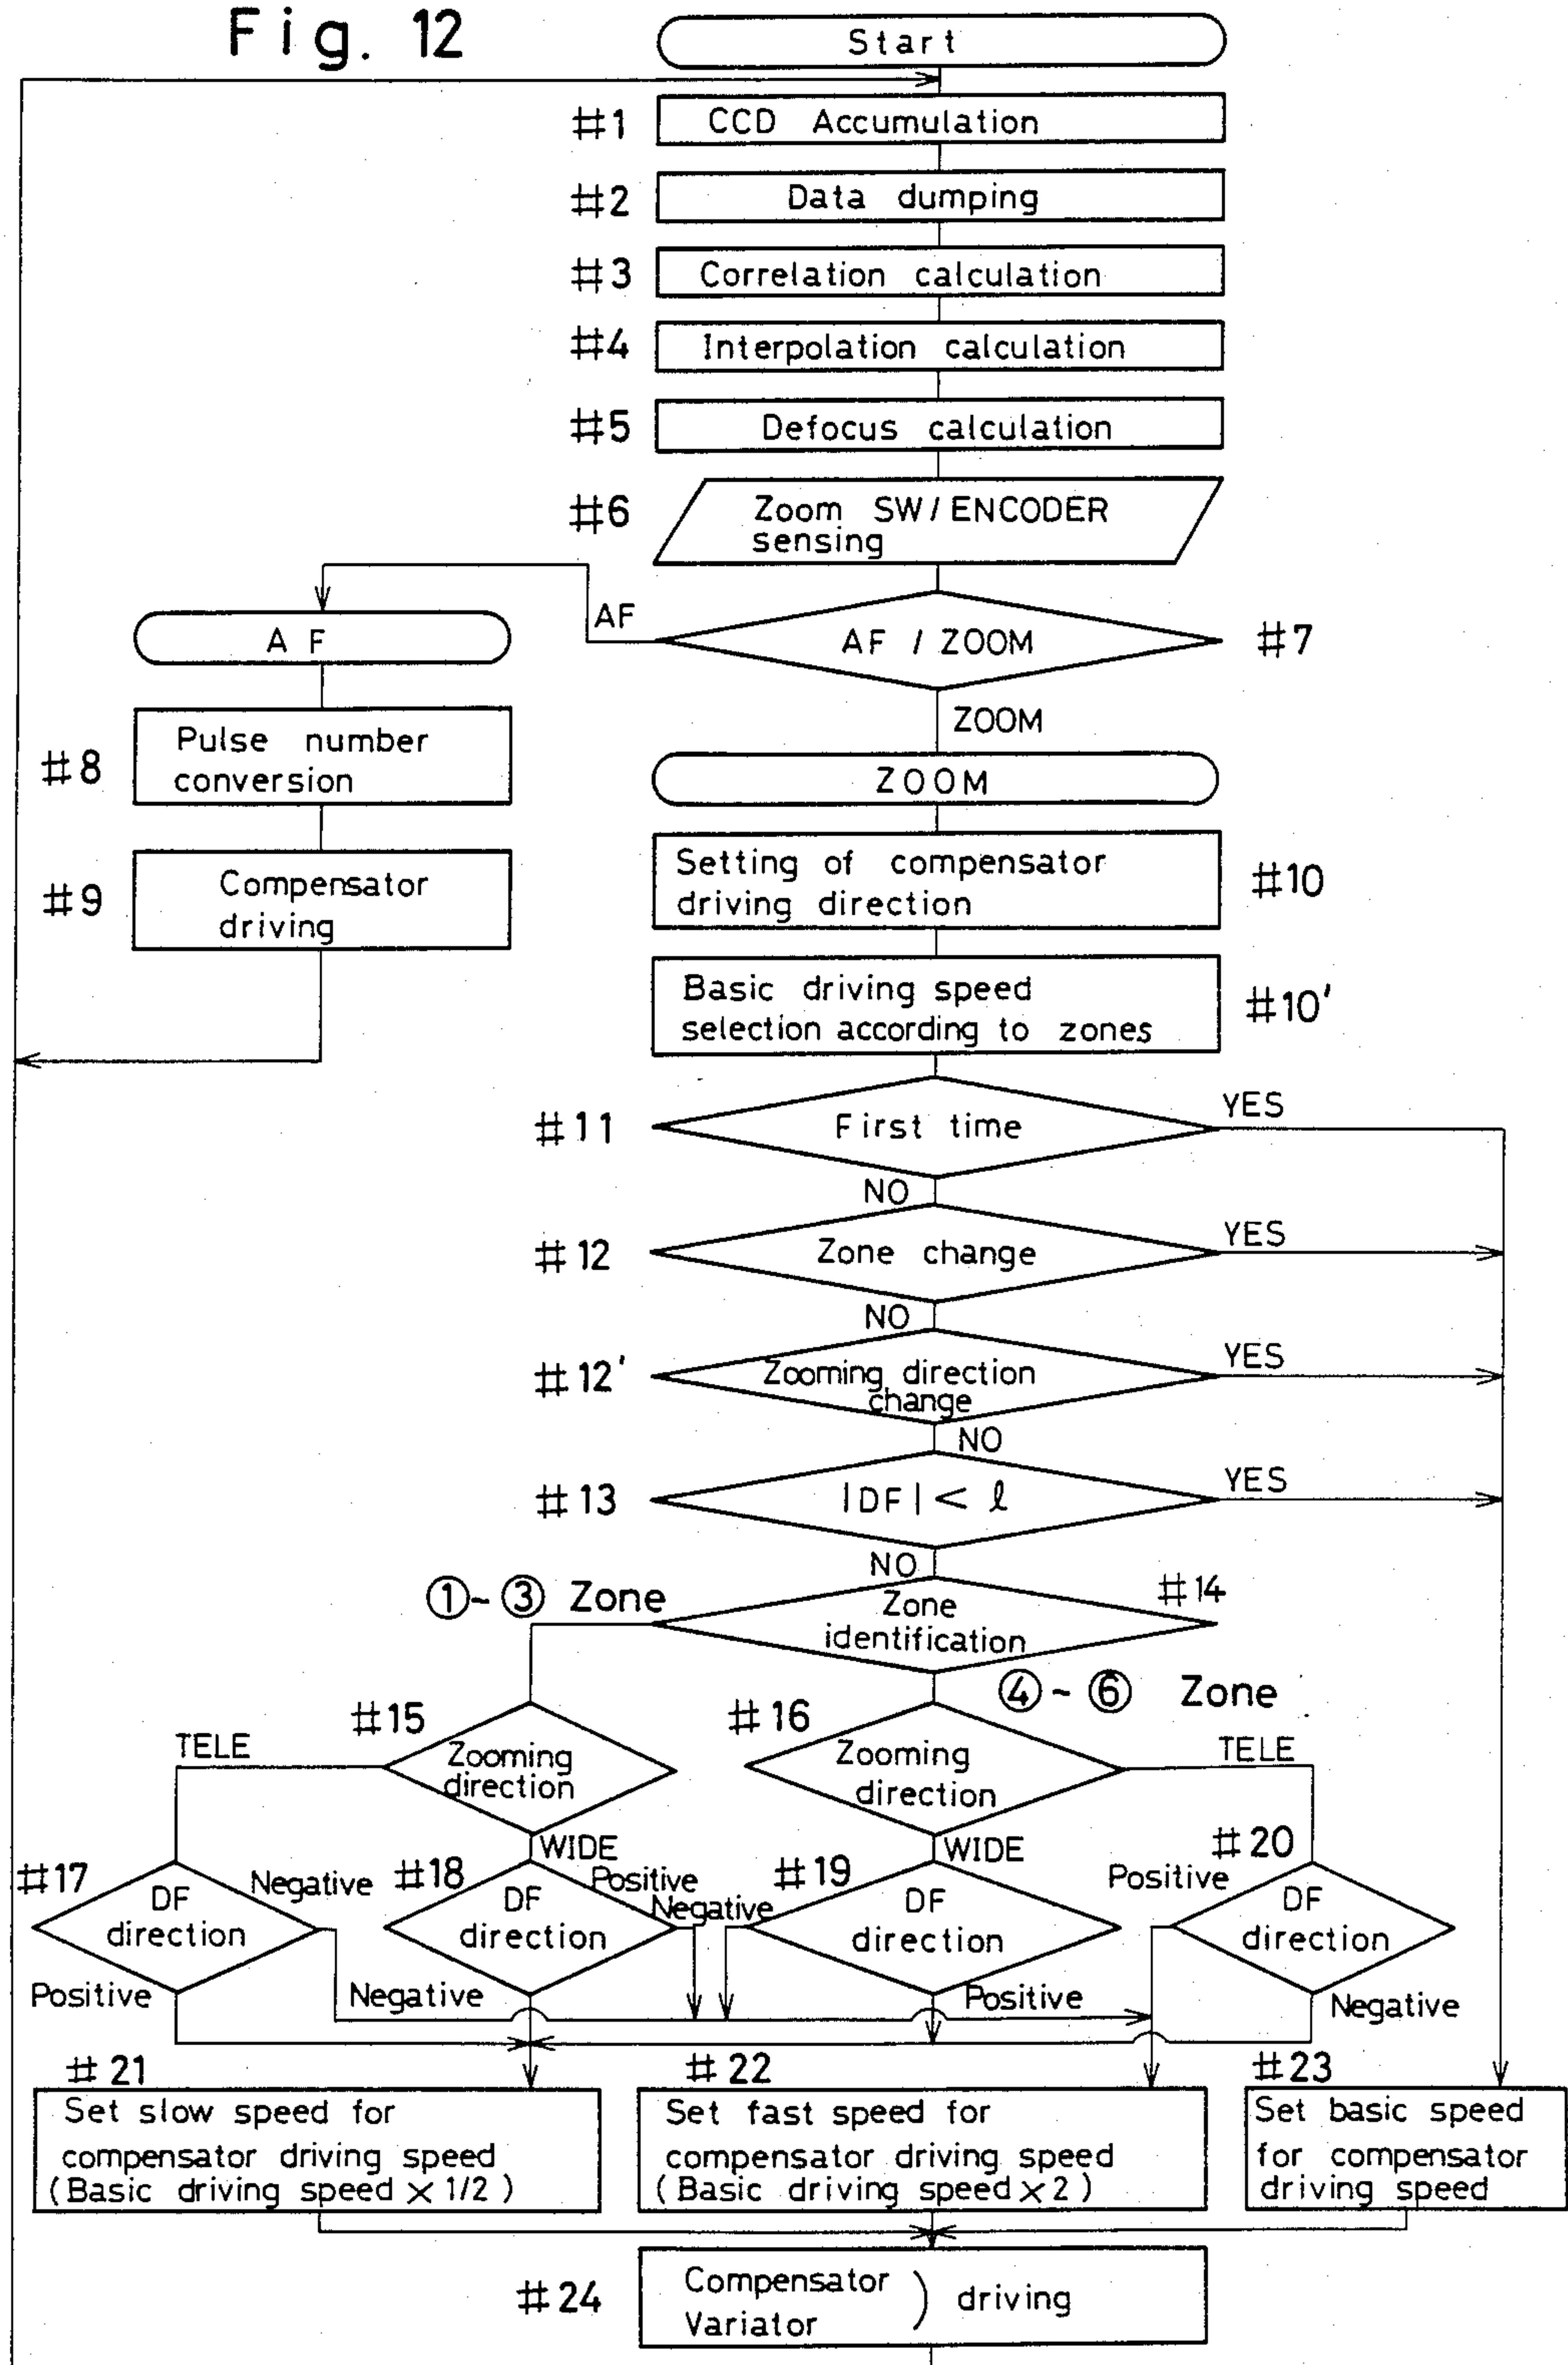 Fig. 12
Start
#1
CCD Accumulation
#2
Data dumping
#3
Correlation calculation
#4
Interpolation calculation
#5
Defocus calculation
#6
Zoom SW/ENCODER
sensing
AF
AF
AF / ZOOM
#7
ZOOM
#8
Pulse number
conversion
ZOOM
#9
Compensator
driving
Setting of compensator
driving direction
#10
Basic driving speed
selection according to zones
#10'
#11
First time
YES
NO
#12
Zone change
YES
NO
#12'
Zooming direction
change
YES
NO
#13
|DF| < ℓ
YES
NO
①~③ Zone
Zone
identification
#14
④~⑥ Zone
#15
#16
TELE
Zooming
direction
Zooming
direction
TELE
WIDE
WIDE
#17
DF
direction
Negative
Positive
#18
DF
direction
Positive
Negative
Negative
#19
DF
direction
Positive
#20
Positive
DF
direction
Negative
#21
Set slow speed for
compensator driving speed
(Basic driving speed × 1/2)
#22
Set fast speed for
compensator driving speed
(Basic driving speed × 2)
#23
Set basic speed
for compensator
driving speed
#24
Compensator
Variator
) driving